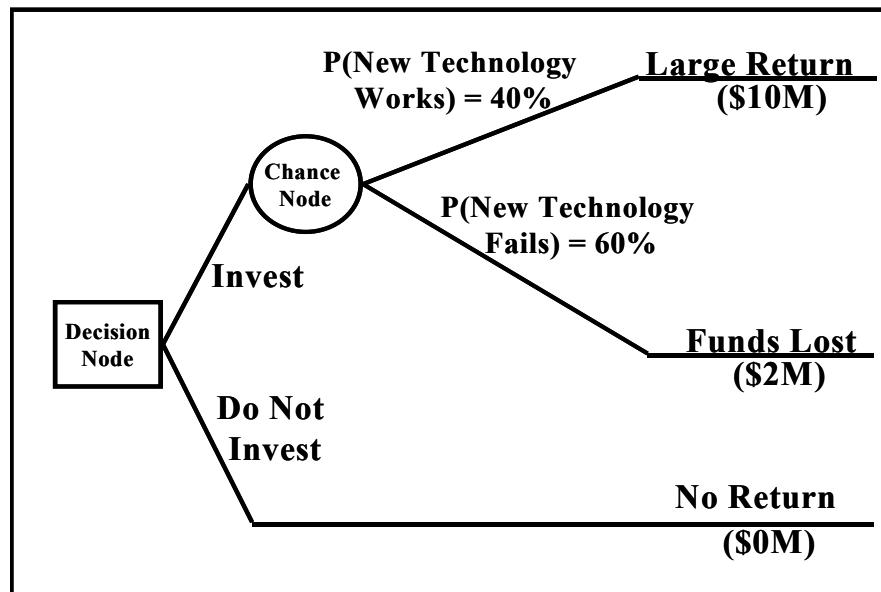 P(New Technology
Works) = 40%
Large Return
($10M)
Chance
Node
P(New Technology
Fails) = 60%
Invest
Decision
Node
Funds Lost
($2M)
Do Not
Invest
No Return
($0M)